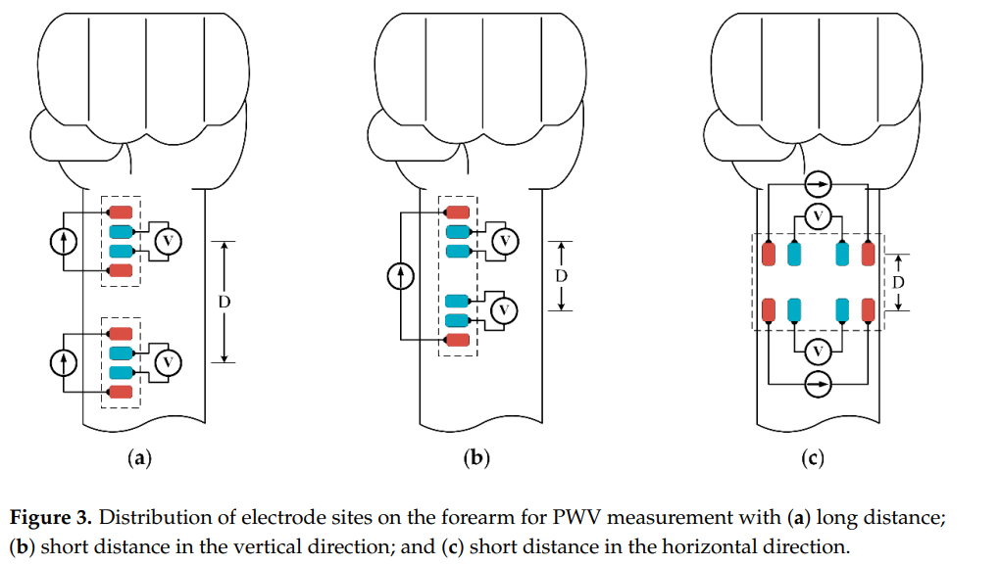 V
V
D
V
V
D
V
V
D
(a)
(b)
(c)
Figure 3. Distribution of electrode sites on the forearm for PWV measurement with (a) long distance;
(b) short distance in the vertical direction; and (c) short distance in the horizontal direction.